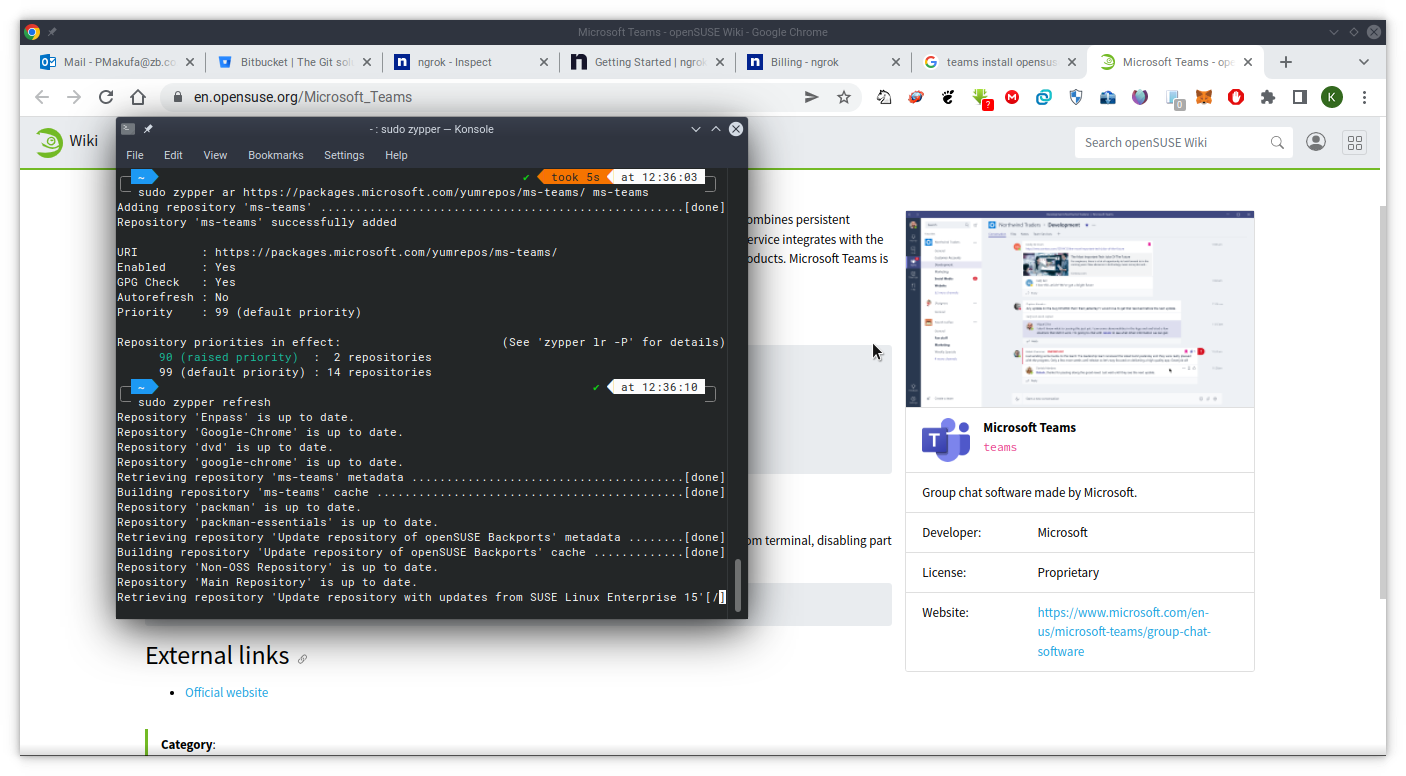 Microsoft Teams - openSUSE Wiki - Google Chrome
Mail - PMakufa@zb.co
Bitbucket | The Git solu
ngrok - Inspect
Getting Started | ngrok
Billing - ngrok
teams install opensus
Microsoft Teams - ope
en.opensuse.org/Microsoft_Teams
?
0
K
Wiki
Search openSUSE Wiki
- : sudo zypper — Konsole
File Edit View Bookmarks Settings Help
~ ✔ took 5s at 12:36:03
sudo zypper ar https://packages.microsoft.com/yumrepos/ms-teams/ ms-teams
Adding repository 'ms-teams' .....................................................[done]
Repository 'ms-teams' successfully added
URI : https://packages.microsoft.com/yumrepos/ms-teams/
Enabled : Yes
GPG Check : Yes
Autorefresh : No
Priority : 99 (default priority)
Repository priorities in effect: (See 'zypper lr -P' for details)
90 (raised priority) : 2 repositories
99 (default priority) : 14 repositories
~ ✔ at 12:36:10
sudo zypper refresh
Repository 'Enpass' is up to date.
Repository 'Google-Chrome' is up to date.
Repository 'dvd' is up to date.
Repository 'google-chrome' is up to date.
Retrieving repository 'ms-teams' metadata .......................................[done]
Building repository 'ms-teams' cache ............................................[done]
Repository 'packman' is up to date.
Repository 'packman-essentials' is up to date.
Retrieving repository 'Update repository of openSUSE Backports' metadata ........[done]
Building repository 'Update repository of openSUSE Backports' cache .............[done]
Repository 'Non-OSS Repository' is up to date.
Repository 'Main Repository' is up to date.
Retrieving repository 'Update repository with updates from SUSE Linux Enterprise 15'[/]
ombines persistent
ervice integrates with the
oducts. Microsoft Teams is
om terminal, disabling part
Northwind Traders > Development
T
Microsoft Teams
teams
Group chat software made by Microsoft.
Developer: Microsoft
License: Proprietary
Website: https://www.microsoft.com/en-
us/microsoft-teams/group-chat-
software
External links
Official website
Category: